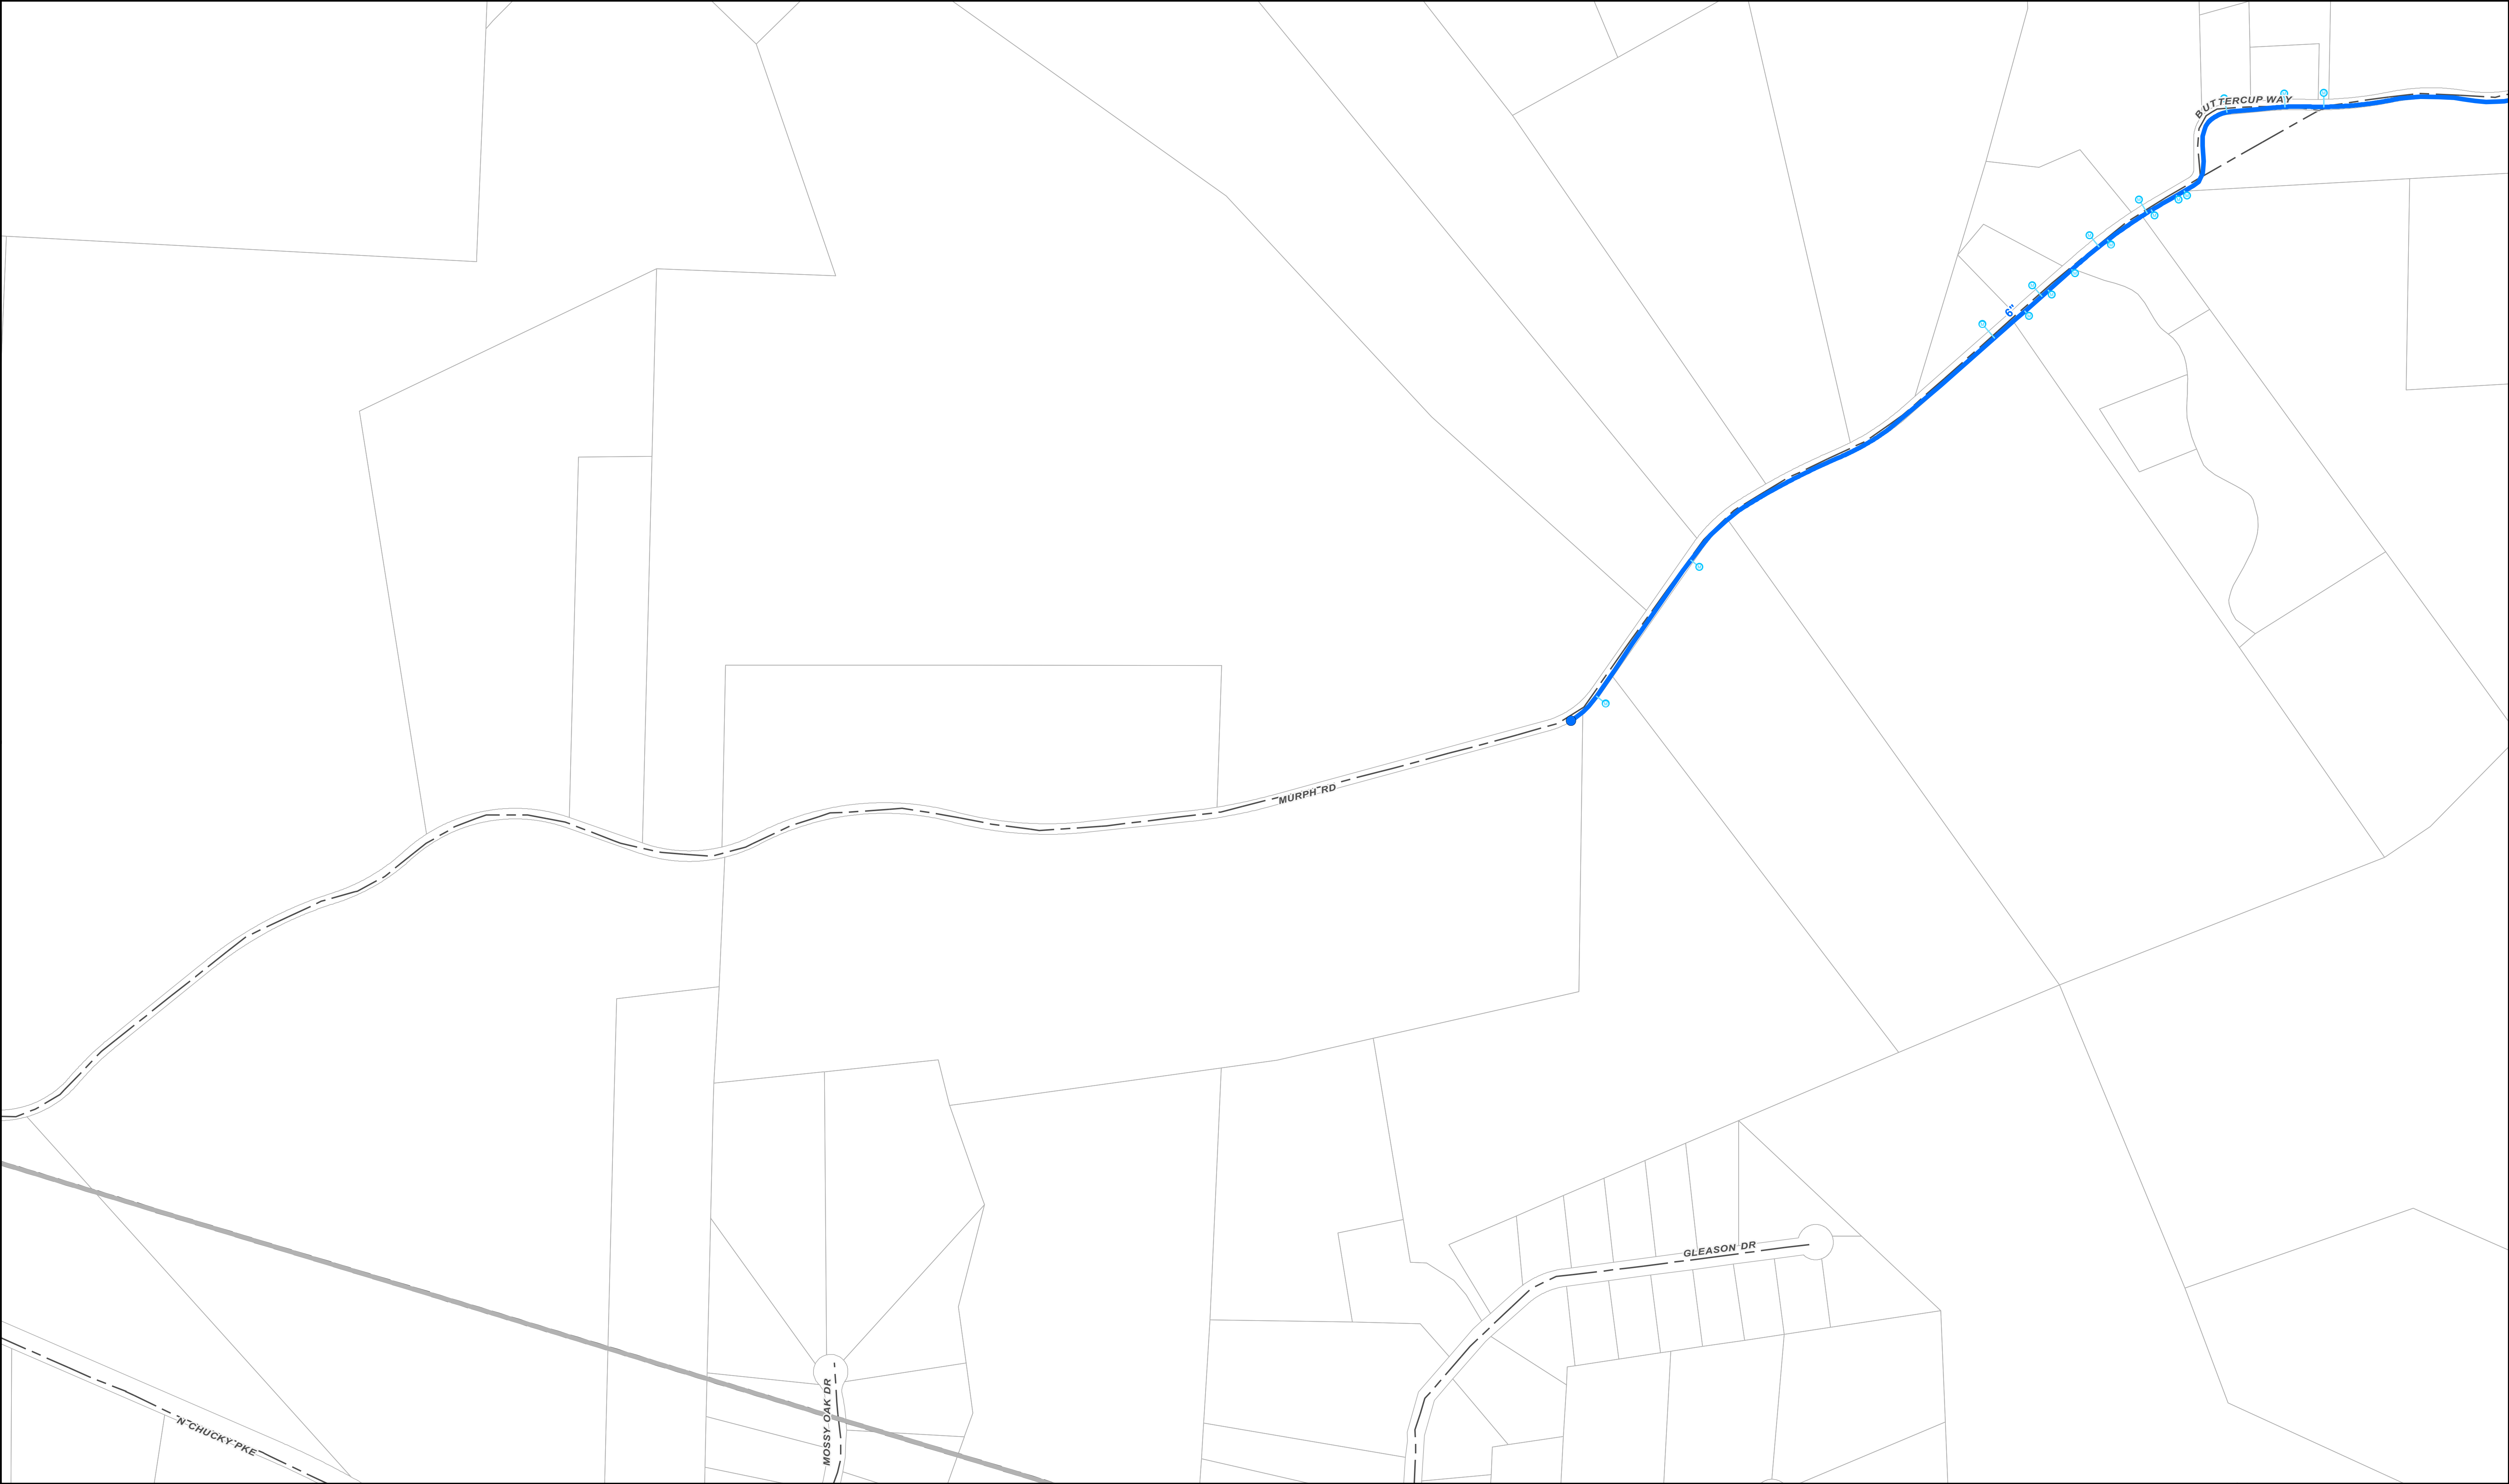 BUTTERCUP WAY
6"
MURPH RD
GLEASON DR
MOSSY OAK DR
N CHUCKY PKE